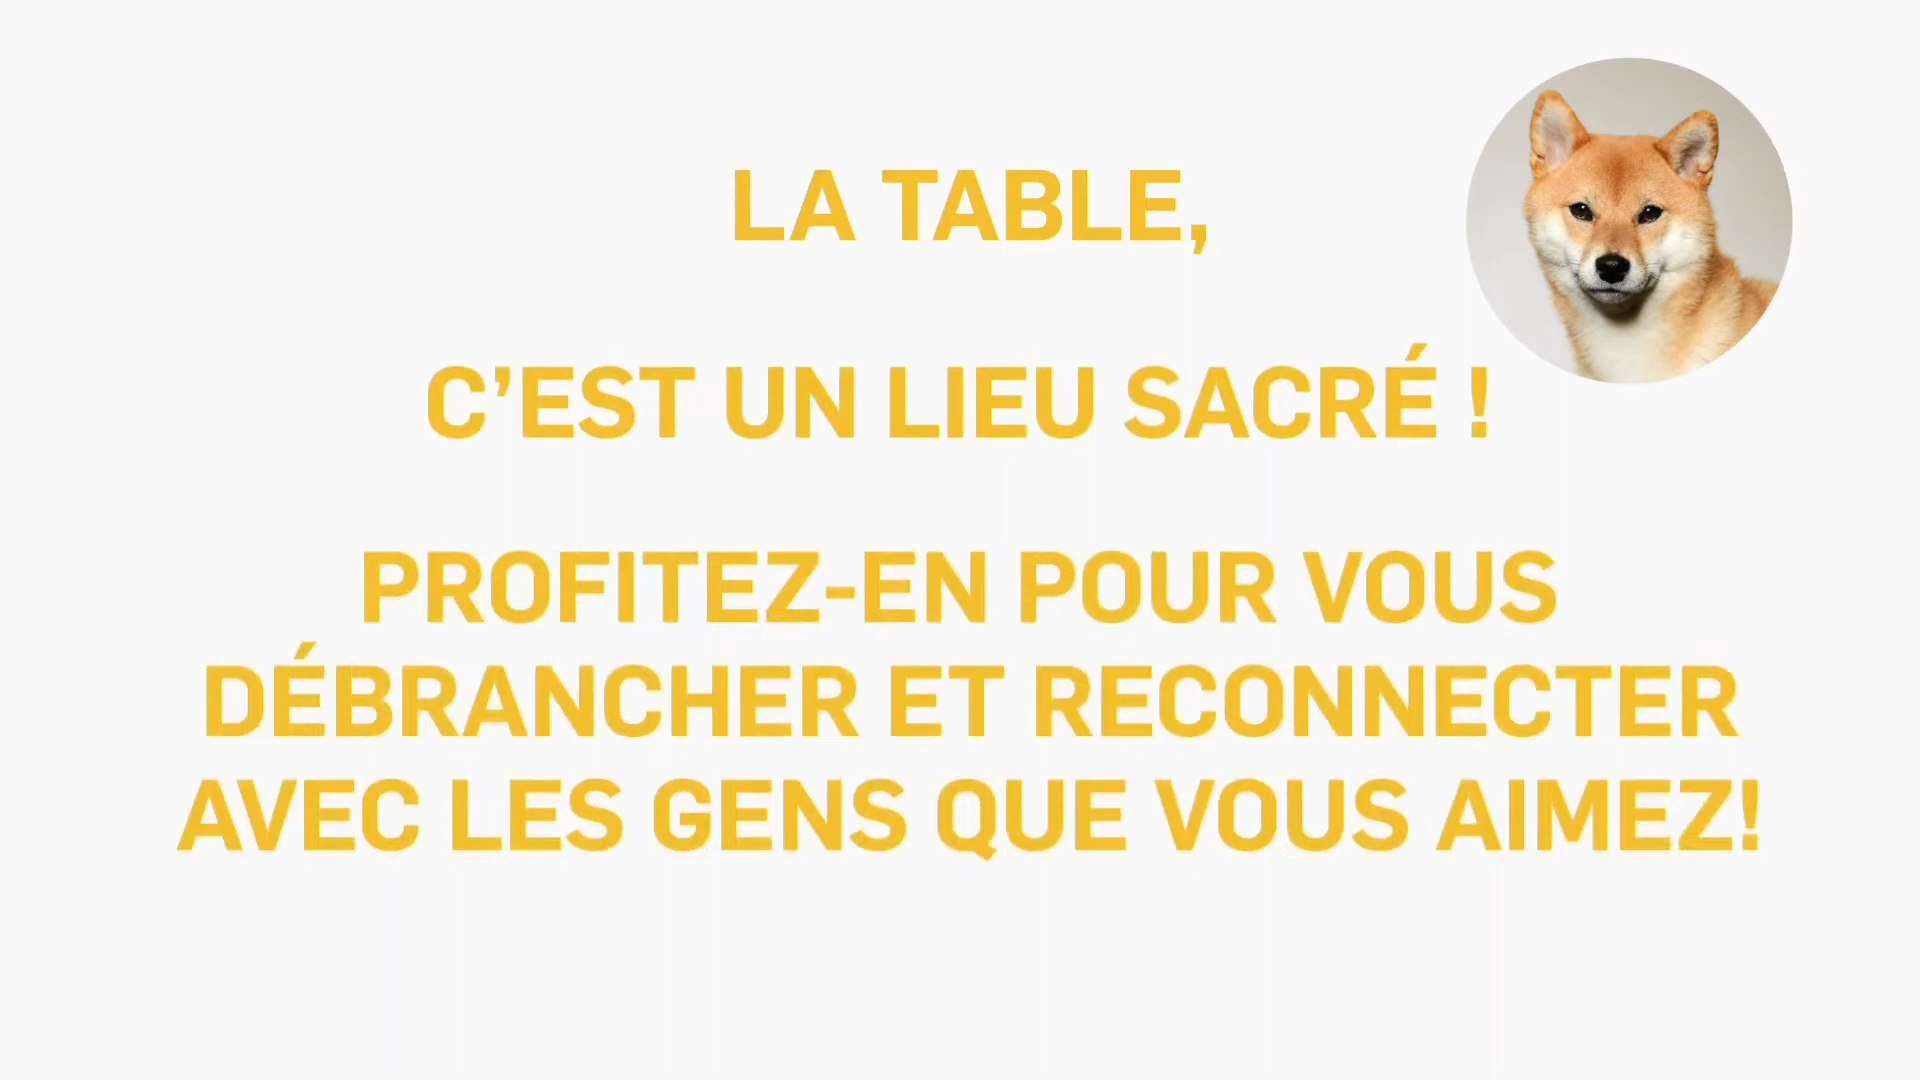 LA TABLE,
C’EST UN LIEU SACRÉ !
PROFITEZ-EN POUR VOUS
DÉBRANCHER ET RECONNECTER
AVEC LES GENS QUE VOUS AIMEZ!